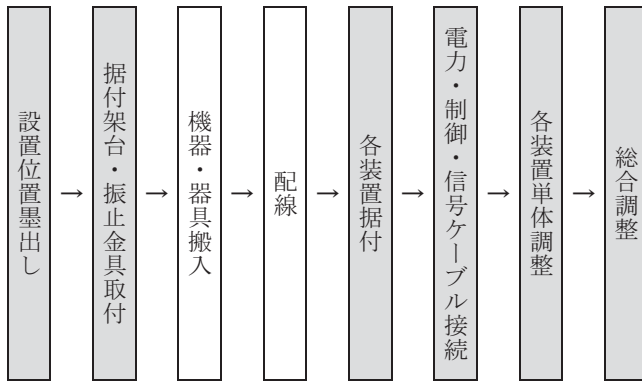 設置位置墨出し
→
据付架台・振止金具取付
→
機器・器具搬入
→
配線
→
各装置据付
→
電力・制御・信号ケーブル接続
→
各装置単体調整
→
総合調整